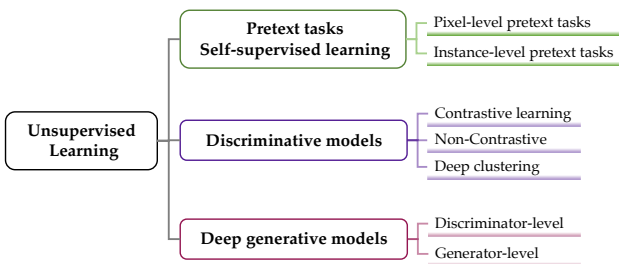 Unsupervised
Learning
Pretext tasks
Self-supervised learning
Pixel-level pretext tasks
Instance-level pretext tasks
Discriminative models
Contrastive learning
Non-Contrastive
Deep clustering
Deep generative models
Discriminator-level
Generator-level